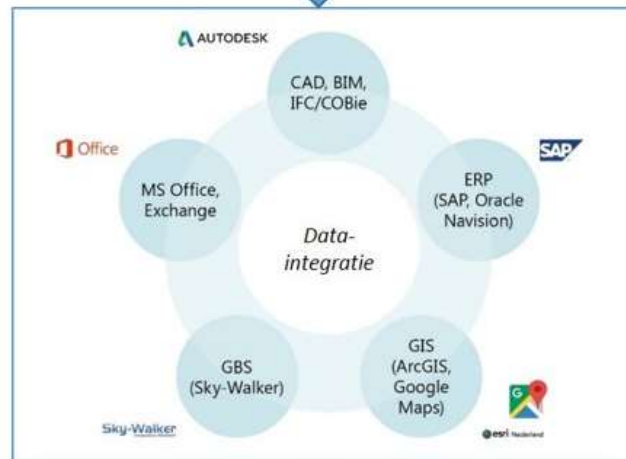 AUTODESK
CAD, BIM,
IFC/COBie
Office
SAP
MS Office,
Exchange
ERP
(SAP, Oracle
Navision)
Data-
integratie
GBS
(Sky-Walker)
GIS
(ArcGIS,
Google
Maps)
G
Sky-Walker
esri Nederland